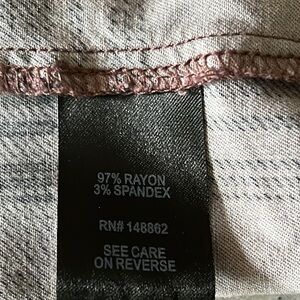 97% RAYON
3% SPANDEX
RN# 148862
SEE CARE
ON REVERSE